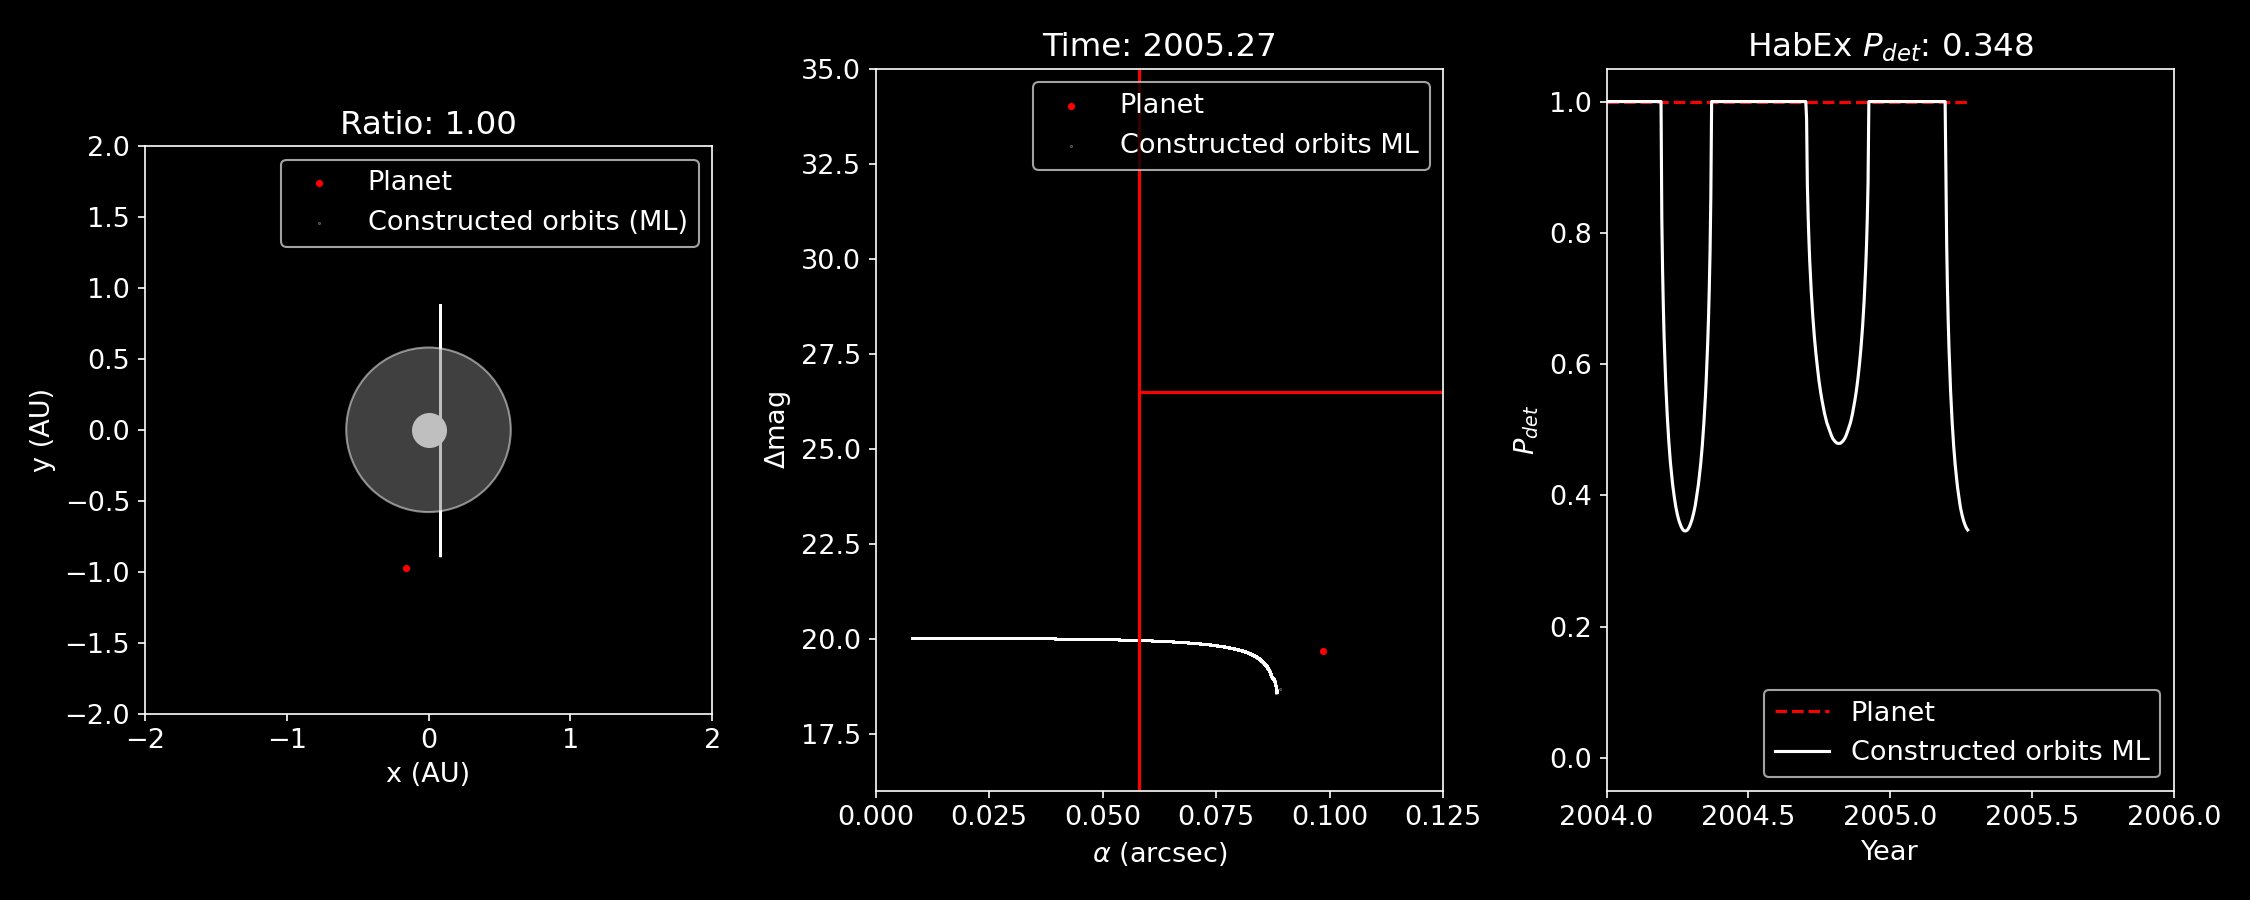 Ratio: 1.00
Planet
Constructed orbits (ML)
2.0
1.5
1.0
0.5
0.0
−0.5
−1.0
−1.5
−2.0
y (AU)
−2
−1
0
1
2
x (AU)
Time: 2005.27
Planet
Constructed orbits ML
35.0
32.5
30.0
27.5
25.0
22.5
20.0
17.5
Δmag
0.000
0.025
0.050
0.075
0.100
0.125
α (arcsec)
HabEx P_det: 0.348
1.0
0.8
0.6
0.4
0.2
0.0
P_det
Planet
Constructed orbits ML
2004.0
2004.5
2005.0
2005.5
2006.0
Year